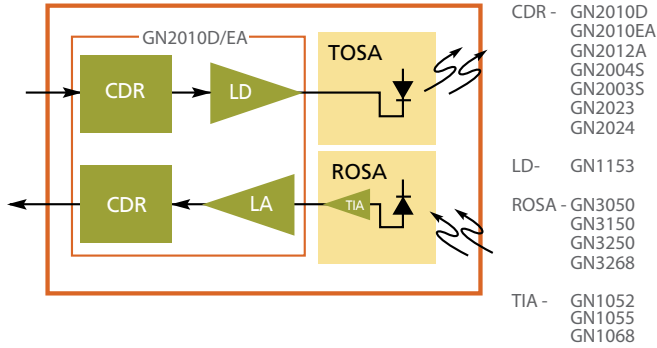 GN2010D/EA
TOSA
CDR
LD
ROSA
CDR
LA
TIA
CDR - GN2010D
GN2010EA
GN2012A
GN2004S
GN2003S
GN2023
GN2024
LD- GN1153
ROSA - GN3050
GN3150
GN3250
GN3268
TIA - GN1052
GN1055
GN1068